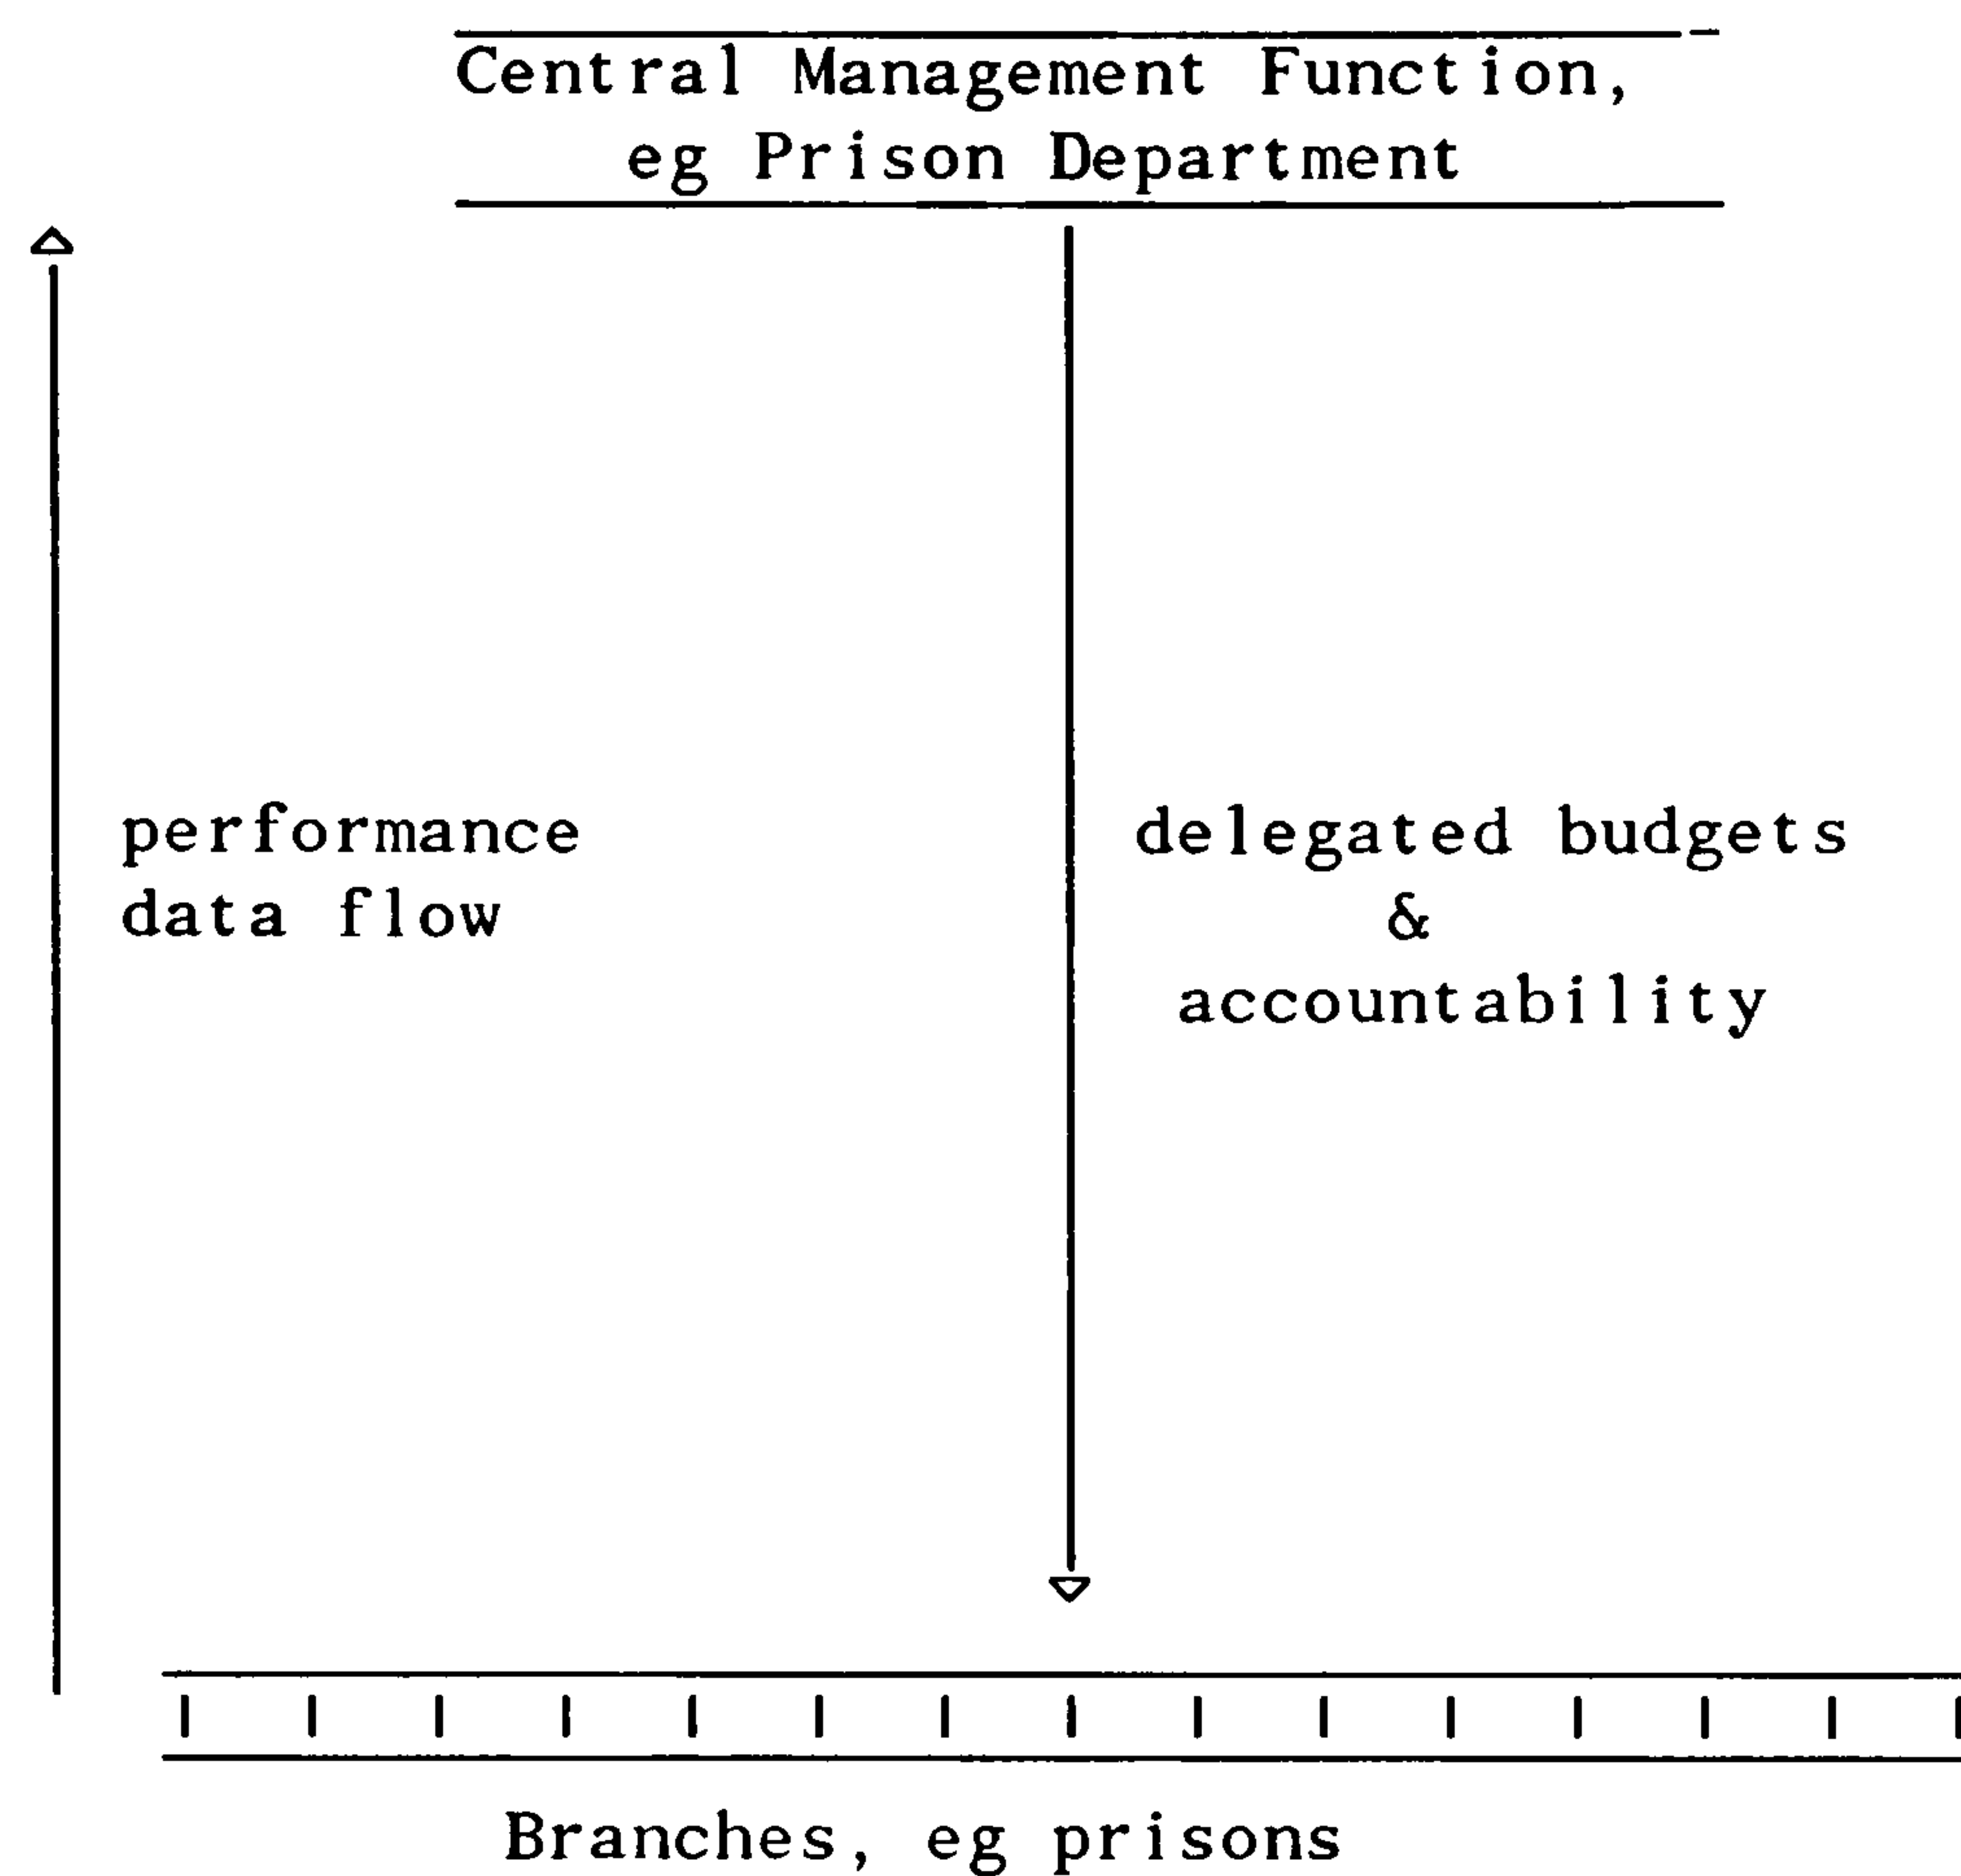 Central Management Function,
eg Prison Department
performance
data flow
delegated budgets
&
accountability
Branches, eg prisons